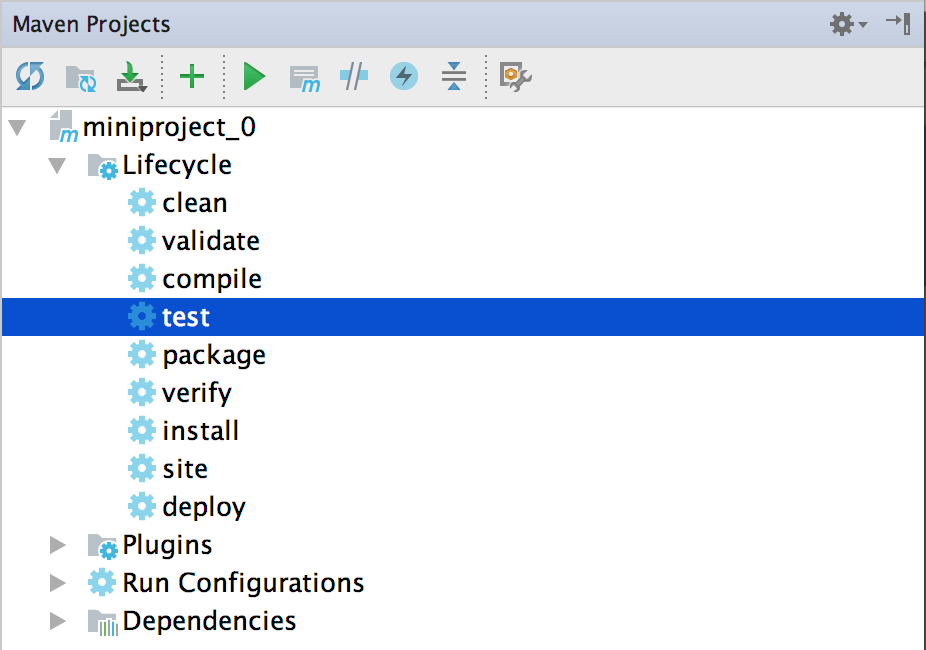 Maven Projects
miniproject_0
Lifecycle
clean
validate
compile
test
package
verify
install
site
deploy
Plugins
Run Configurations
Dependencies